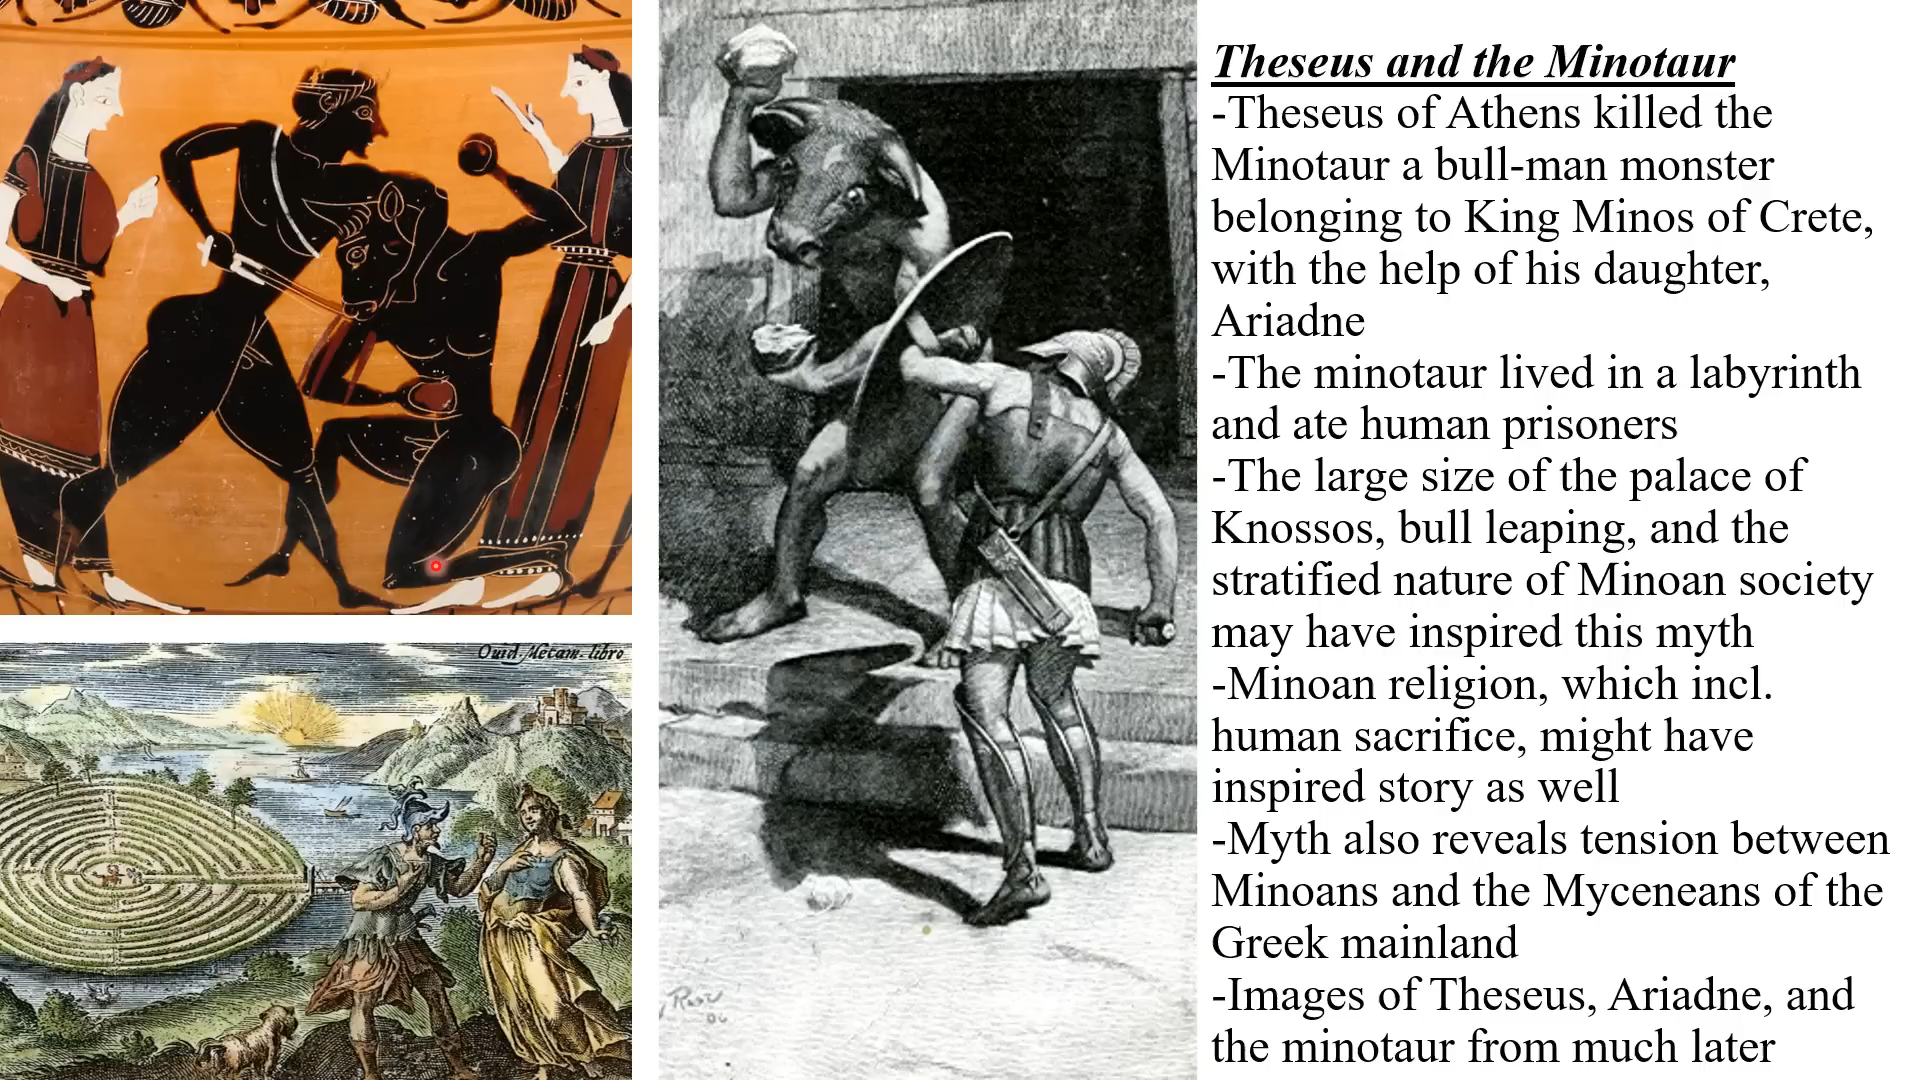 Theseus and the Minotaur
-Theseus of Athens killed the
Minotaur a bull-man monster
belonging to King Minos of Crete,
with the help of his daughter,
Ariadne
-The minotaur lived in a labyrinth
and ate human prisoners
-The large size of the palace of
Knossos, bull leaping, and the
stratified nature of Minoan society
may have inspired this myth
-Minoan religion, which incl.
human sacrifice, might have
inspired story as well
-Myth also reveals tension between
Minoans and the Myceneans of the
Greek mainland
-Images of Theseus, Ariadne, and
the minotaur from much later
Ouid Metam. libro